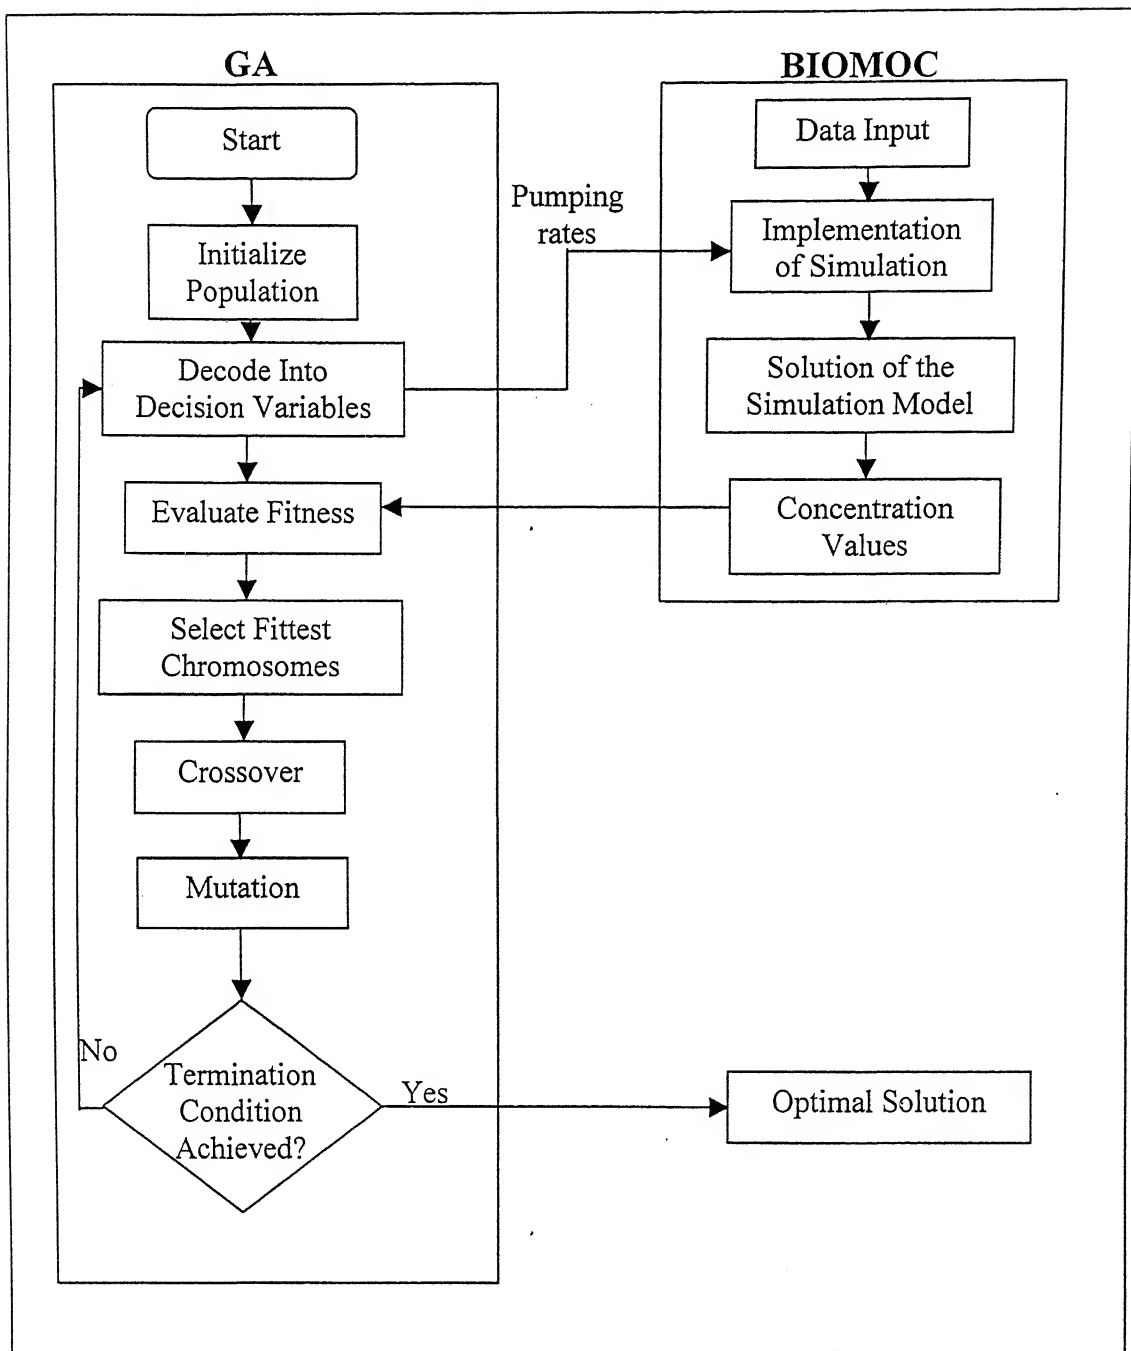 GA
Start
Initialize
Population
Decode Into
Decision Variables
Evaluate Fitness
Select Fittest
Chromosomes
Crossover
Mutation
No
Termination
Condition
Achieved?
Yes
Pumping
rates
BIOMOC
Data Input
Implementation
of Simulation
Solution of the
Simulation Model
Concentration
Values
Optimal Solution